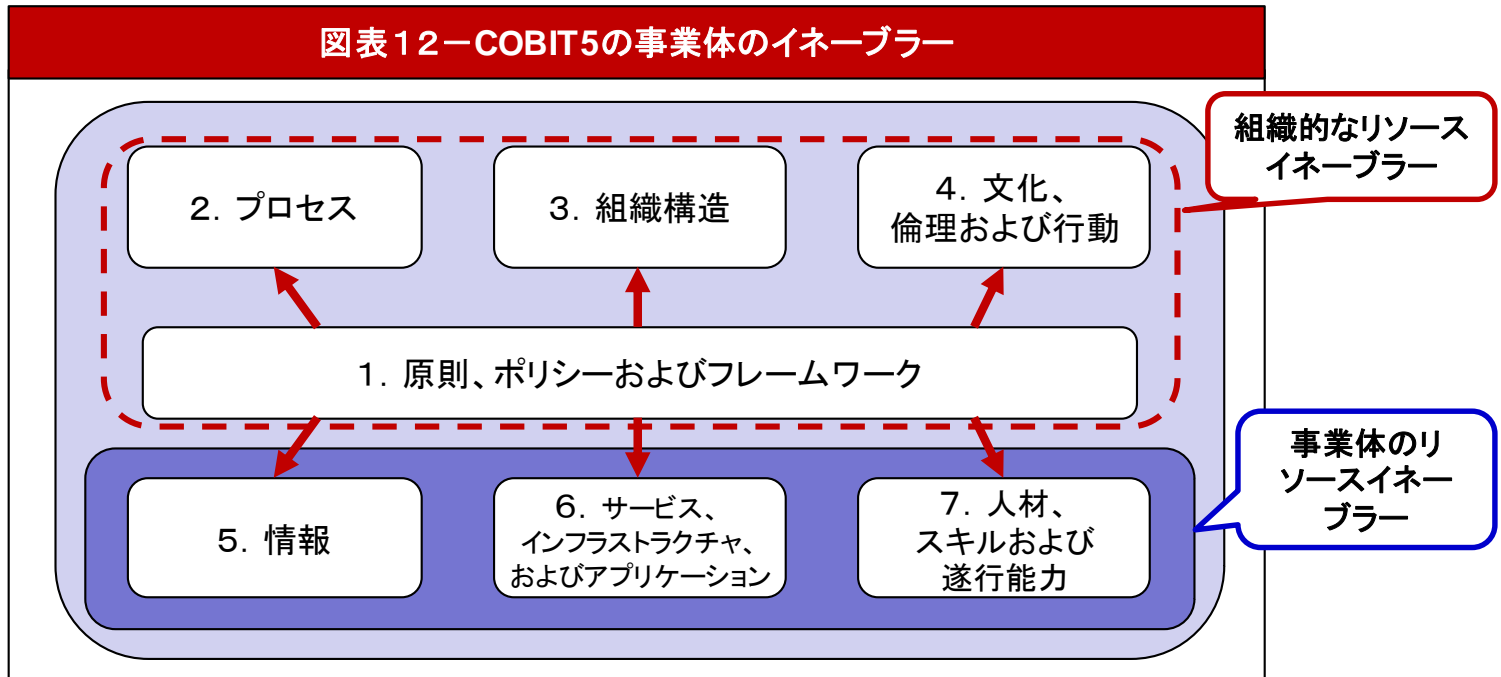 図表１２－COBIT5の事業体のイネーブラー
組織的なリソース
イネーブラー
２．プロセス
３．組織構造
４．文化、
倫理および行動
１．原則、ポリシーおよびフレームワーク
事業体のリ
ソースイネー
ブラー
５．情報
６．サービス、
インフラストラクチャ、
およびアプリケーション
７．人材、
スキルおよび
遂行能力